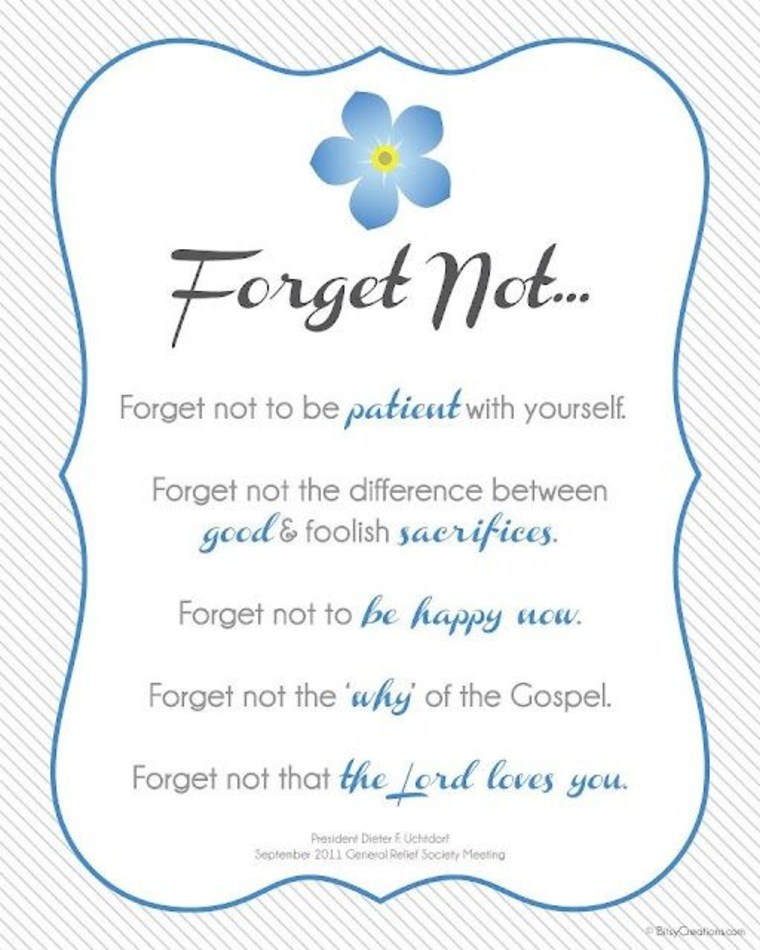 Forget Not...
Forget not to be patient with yourself.
Forget not the difference between
good & foolish sacrifices.
Forget not to be happy now.
Forget not the 'why' of the Gospel.
Forget not that the Lord loves you.
President Dieter F. Uchtdorf
September 2011 General Relief Society Meeting
© BitsyCreations.com